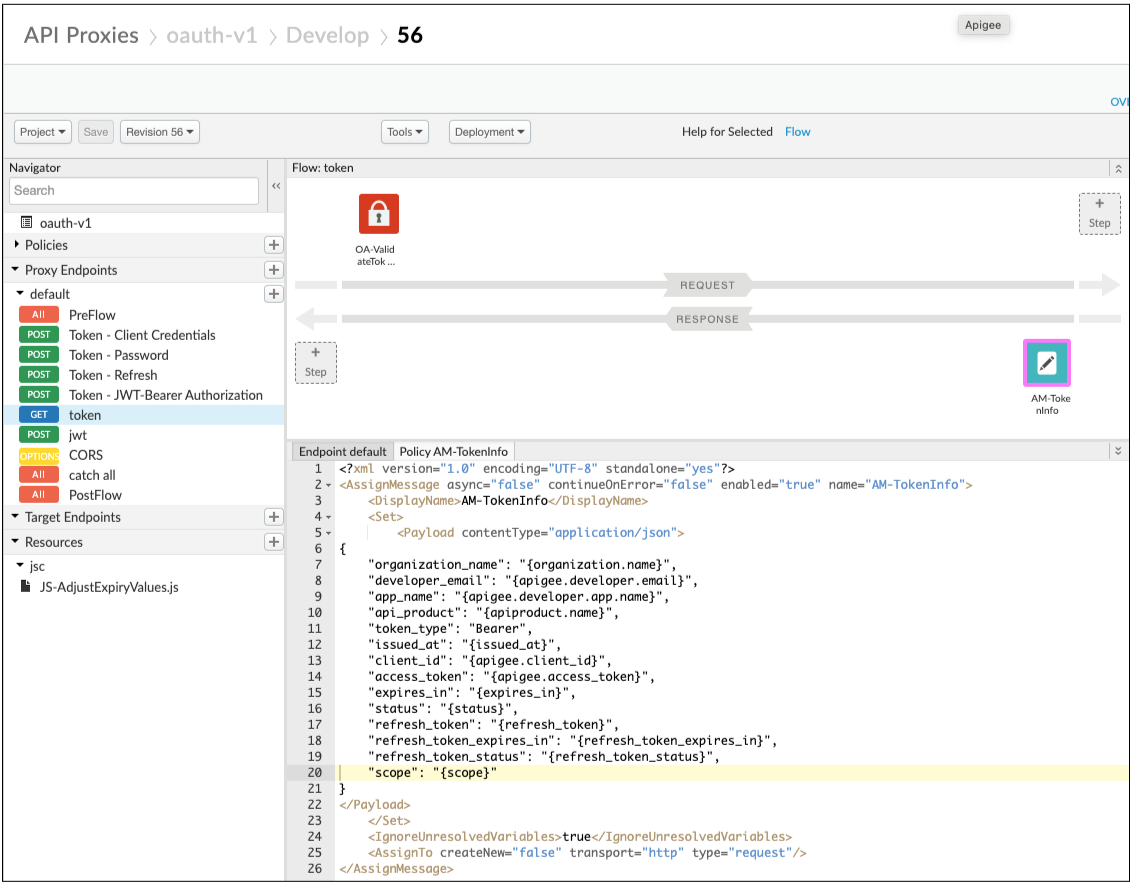 API Proxies > oauth-v1 > Develop > 56
Apigee
OVE
Project
Save
Revision 56
Tools
Deployment
Help for Selected Flow
Navigator
Search
oauth-v1
Policies
Proxy Endpoints
default
All PreFlow
POST Token - Client Credentials
POST Token - Password
POST Token - Refresh
POST Token - JWT-Bearer Authorization
GET token
POST jwt
OPTIONS CORS
All catch all
All PostFlow
Target Endpoints
Resources
jsc
JS-AdjustExpiryValues.js
Flow: token
OA-Valid
ateTok ...
+
Step
REQUEST
RESPONSE
+
Step
AM-Toke
nInfo
Endpoint default
Policy AM-TokenInfo
1 <?xml version="1.0" encoding="UTF-8" standalone="yes"?>
2 <AssignMessage async="false" continueOnError="false" enabled="true" name="AM-TokenInfo">
3 <DisplayName>AM-TokenInfo</DisplayName>
4 <Set>
5 <Payload contentType="application/json">
6 {
7 "organization_name": "{organization.name}",
8 "developer_email": "{apigee.developer.email}",
9 "app_name": "{apigee.developer.app.name}",
10 "api_product": "{apiproduct.name}",
11 "token_type": "Bearer",
12 "issued_at": "{issued_at}",
13 "client_id": "{apigee.client_id}",
14 "access_token": "{apigee.access_token}",
15 "expires_in": "{expires_in}",
16 "status": "{status}",
17 "refresh_token": "{refresh_token}",
18 "refresh_token_expires_in": "{refresh_token_expires_in}",
19 "refresh_token_status": "{refresh_token_status}",
20 "scope": "{scope}"
21 }
22 </Payload>
23 </Set>
24 <IgnoreUnresolvedVariables>true</IgnoreUnresolvedVariables>
25 <AssignTo createNew="false" transport="http" type="request"/>
26 </AssignMessage>